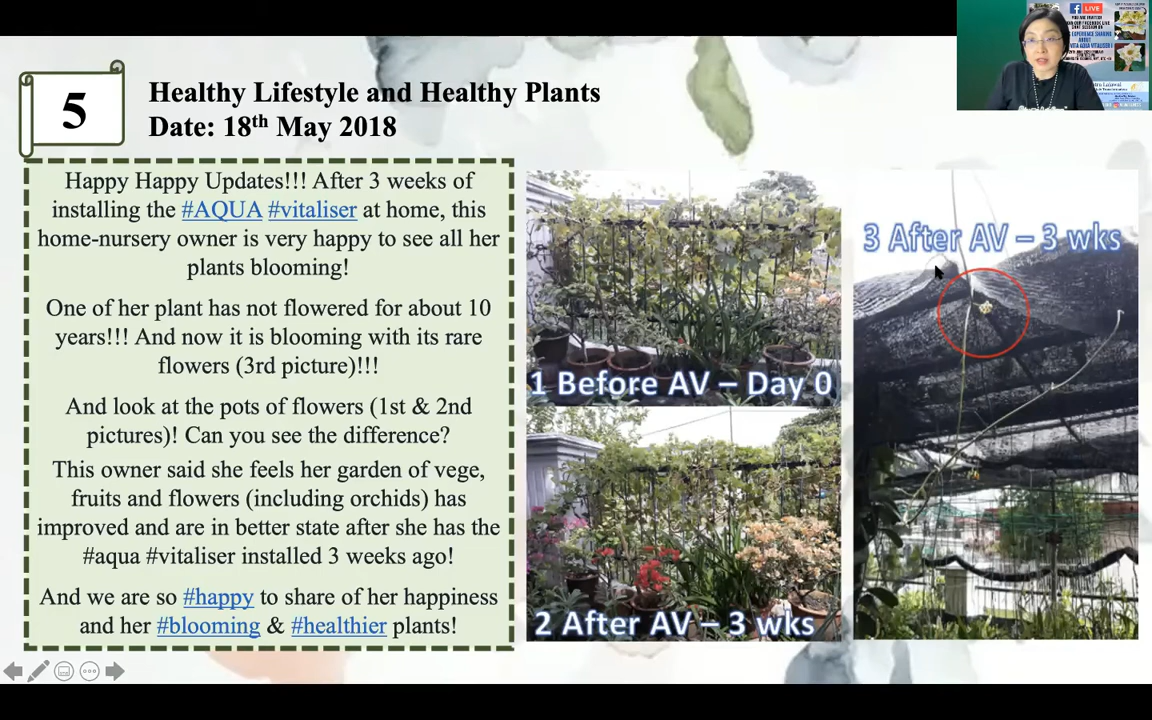 5
Healthy Lifestyle and Healthy Plants
Date: 18th May 2018
Happy Happy Updates!!! After 3 weeks of
installing the #AQUA #vitaliser at home, this
home-nursery owner is very happy to see all her
plants blooming!
One of her plant has not flowered for about 10
years!!! And now it is blooming with its rare
flowers (3rd picture)!!!
And look at the pots of flowers (1st & 2nd
pictures)! Can you see the difference?
This owner said she feels her garden of vege,
fruits and flowers (including orchids) has
improved and are in better state after she has the
#aqua #vitaliser installed 3 weeks ago!
And we are so #happy to share of her happiness
and her #blooming & #healthier plants!
1 Before AV – Day 0
2 After AV – 3 wks
3 After AV – 3 wks
LIVE
YOU ARE INVITED
EXPERIENCE SHARING
ABOUT